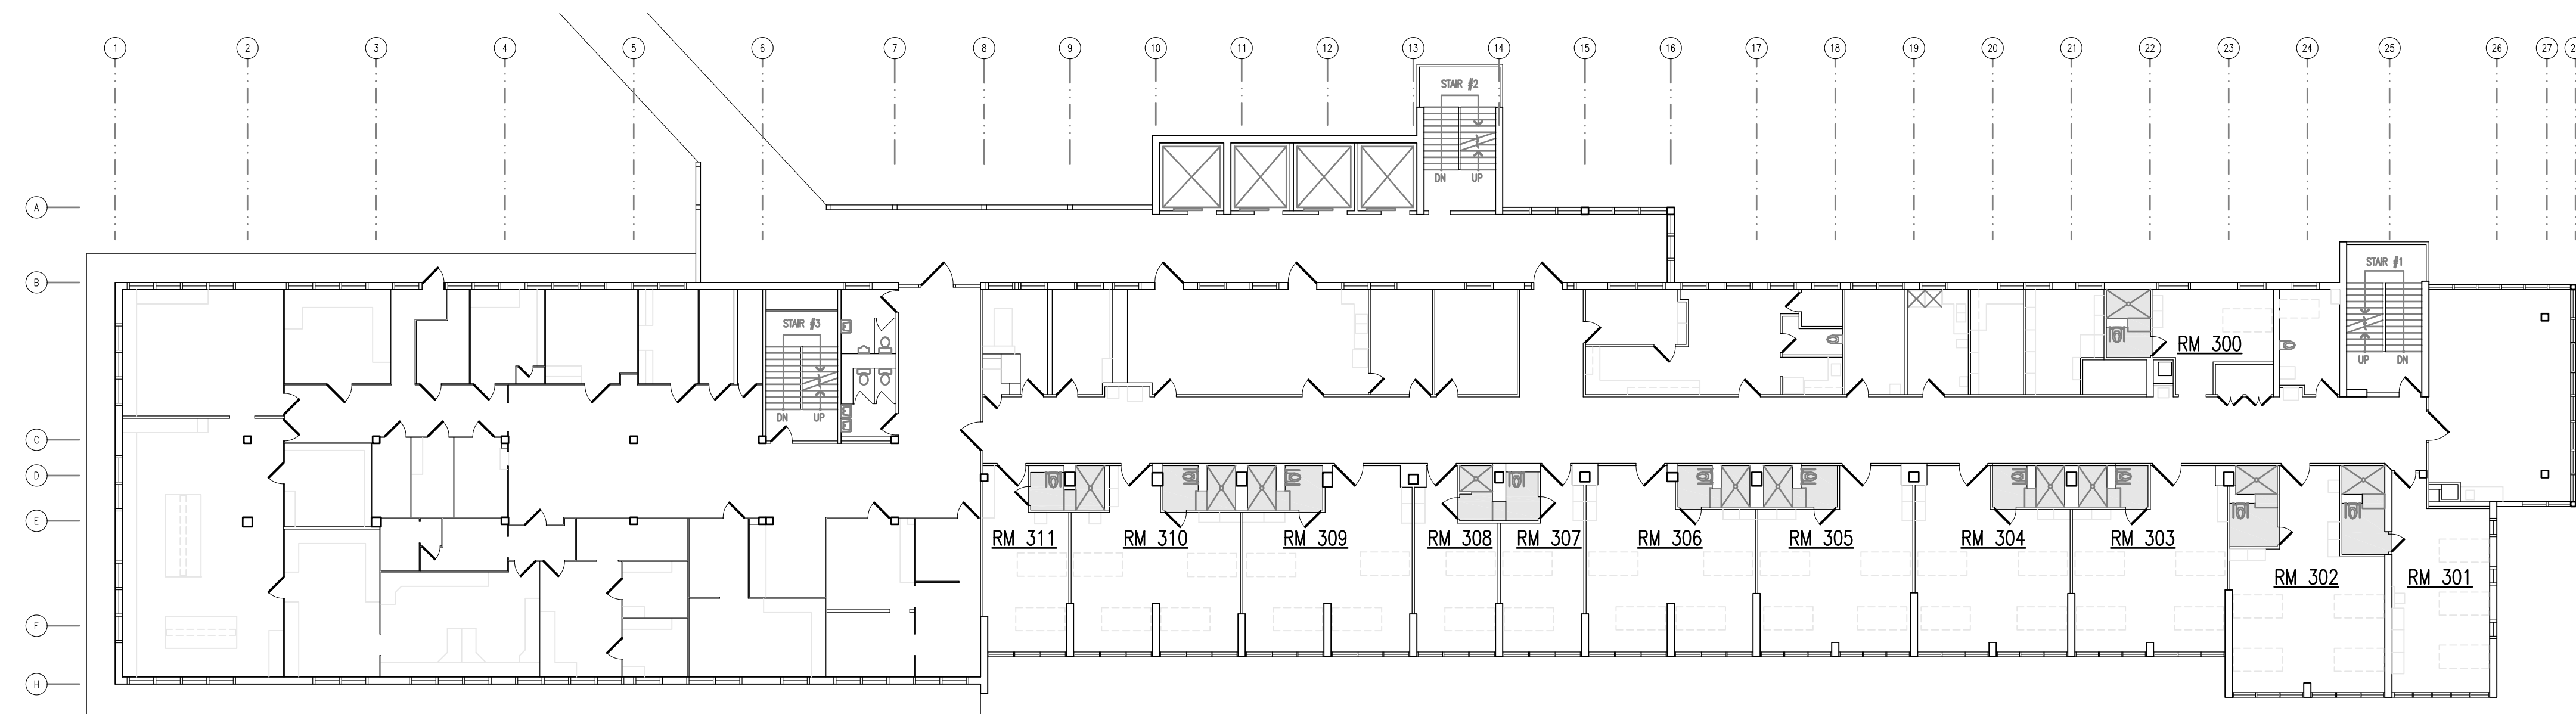 1 2 3 4 5 6 7 8 9 10 11 12 13 14 15 16 17 18 19 20 21 22 23 24 25 26 27
STAIR #2
DN UP
A
STAIR #1
B
STAIR #3
RM 300
UP DN
DN UP
C
D
E
RM 311 RM 310 RM 309 RM 308 RM 307 RM 306 RM 305 RM 304 RM 303
RM 302 RM 301
F
H